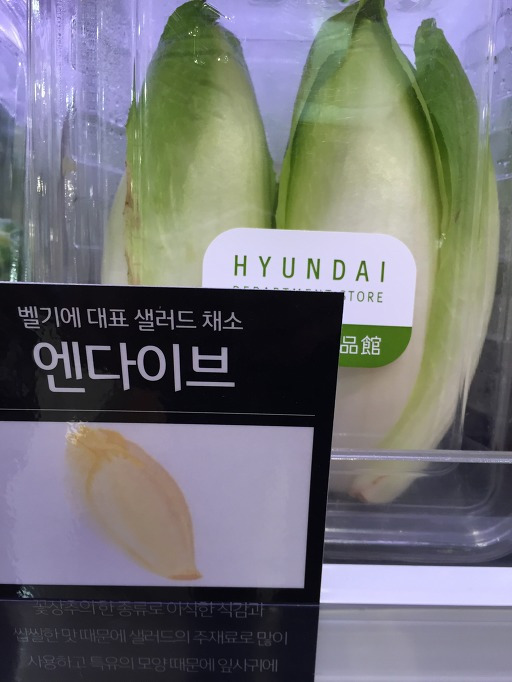 HYUNDAI
DEPARTMENT STORE
品館
벨기에 대표 샐러드 채소
엔다이브
꽃상추의 한 종류로 아삭한 식감과
쌉쌀한 맛 때문에 샐러드의 주재료로 많이
사용하고 특유의 모양 때문에 잎사귀에